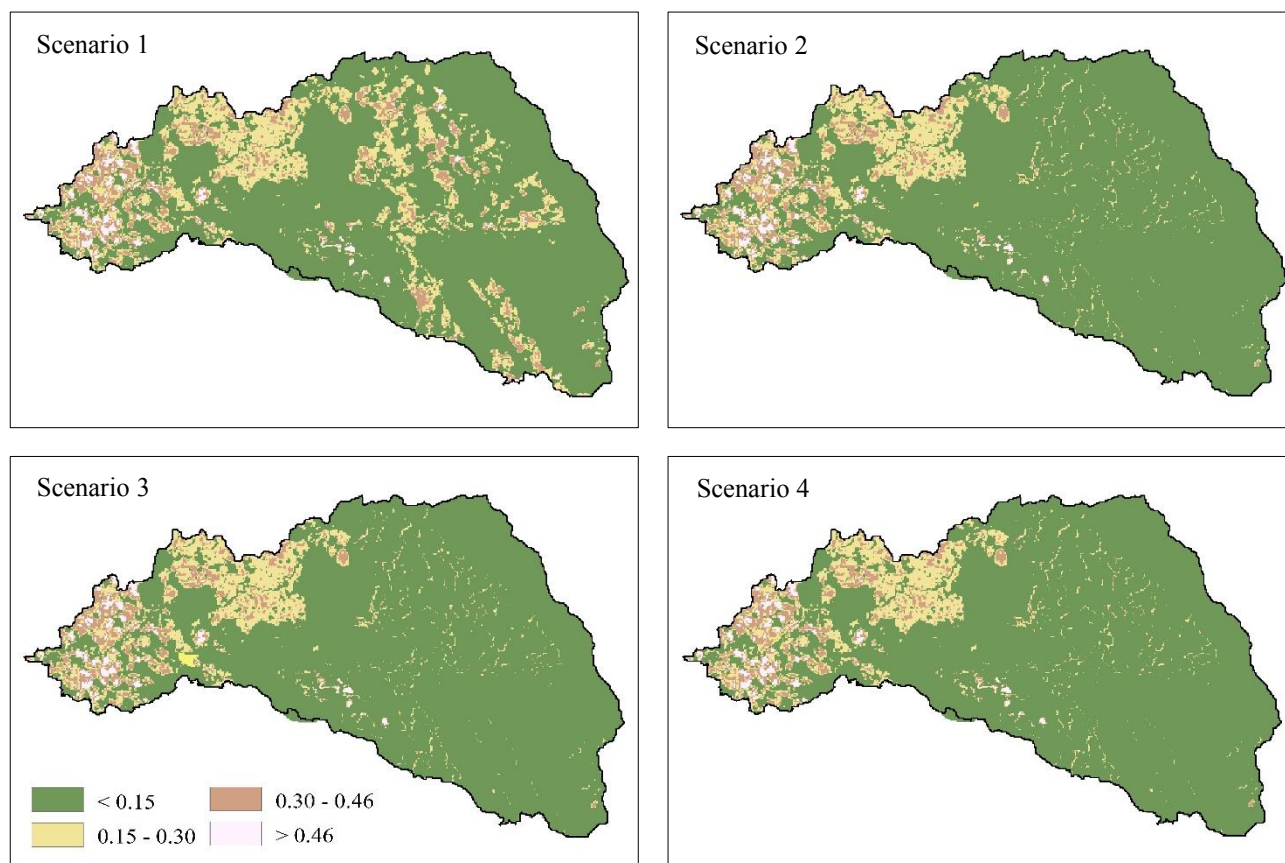 Scenario 1
Scenario 2
Scenario 3
Scenario 4
< 0.15
0.30 - 0.46
0.15 - 0.30
> 0.46